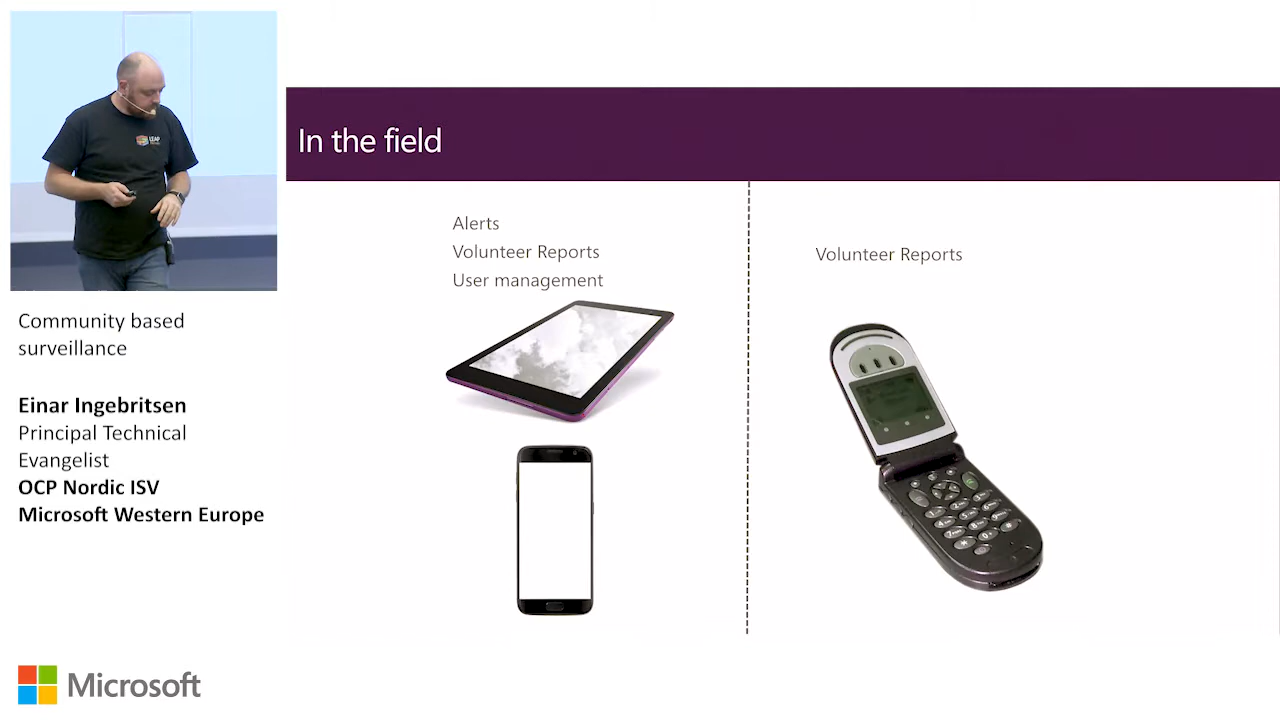 In the field
Alerts
Volunteer Reports
User management
Volunteer Reports
LEAP
Community based
surveillance
Einar Ingebritsen
Principal Technical
Evangelist
OCP Nordic ISV
Microsoft Western Europe
Microsoft